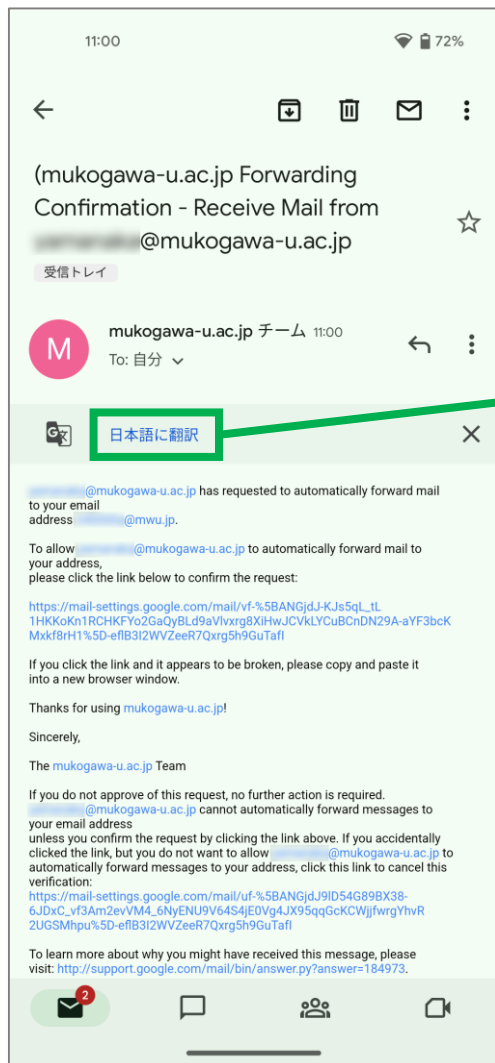 11:00
72%
(mukogawa-u.ac.jp Forwarding
Confirmation - Receive Mail from
@mukogawa-u.ac.jp
受信トレイ
M
mukogawa-u.ac.jp チーム 11:00
To: 自分
日本語に翻訳
@mukogawa-u.ac.jp has requested to automatically forward mail
to your email
address @mwu.jp.
To allow @mukogawa-u.ac.jp to automatically forward mail to
your address,
please click the link below to confirm the request:
https://mail-settings.google.com/mail/vf-%5BANGjdJ-KJs5qL_tL
1HKKoKn1RCHKFYo2GaQyBLd9aVlvxrg8XiHwJCVkLYCuBCnDN29A-aYF3bcK
Mxkf8rH1%5D-eflB3I2WVZeeR7Qxrg5h9GuTafI
If you click the link and it appears to be broken, please copy and paste it
into a new browser window.
Thanks for using mukogawa-u.ac.jp!
Sincerely,
The mukogawa-u.ac.jp Team
If you do not approve of this request, no further action is required.
@mukogawa-u.ac.jp cannot automatically forward messages to
your email address
unless you confirm the request by clicking the link above. If you accidentally
clicked the link, but you do not want to allow @mukogawa-u.ac.jp to
automatically forward messages to your address, click this link to cancel this
verification:
https://mail-settings.google.com/mail/uf-%5BANGjdJ9lD54G89BX38-
6JDxC_vf3Am2evVM4_6NyENU9V64S4jE0Vg4JX95qqGcKCWjjfwrgYhvR
2UGSMhpu%5D-eflB3I2WVZeeR7Qxrg5h9GuTafI
To learn more about why you might have received this message, please
visit: http://support.google.com/mail/bin/answer.py?answer=184973.
2